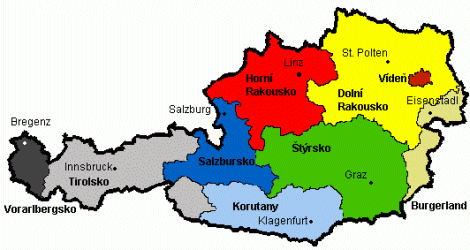 St. Polten
Linz
Horní
Rakousko
Vídeň
Dolní
Rakousko
Eisenstadl
Salzburg
Bregenz
Štýrsko
Innsbruck
Tirolsko
Salzbursko
Graz
Vorarlbergsko
Korutany
Klagenfurt
Burgerland